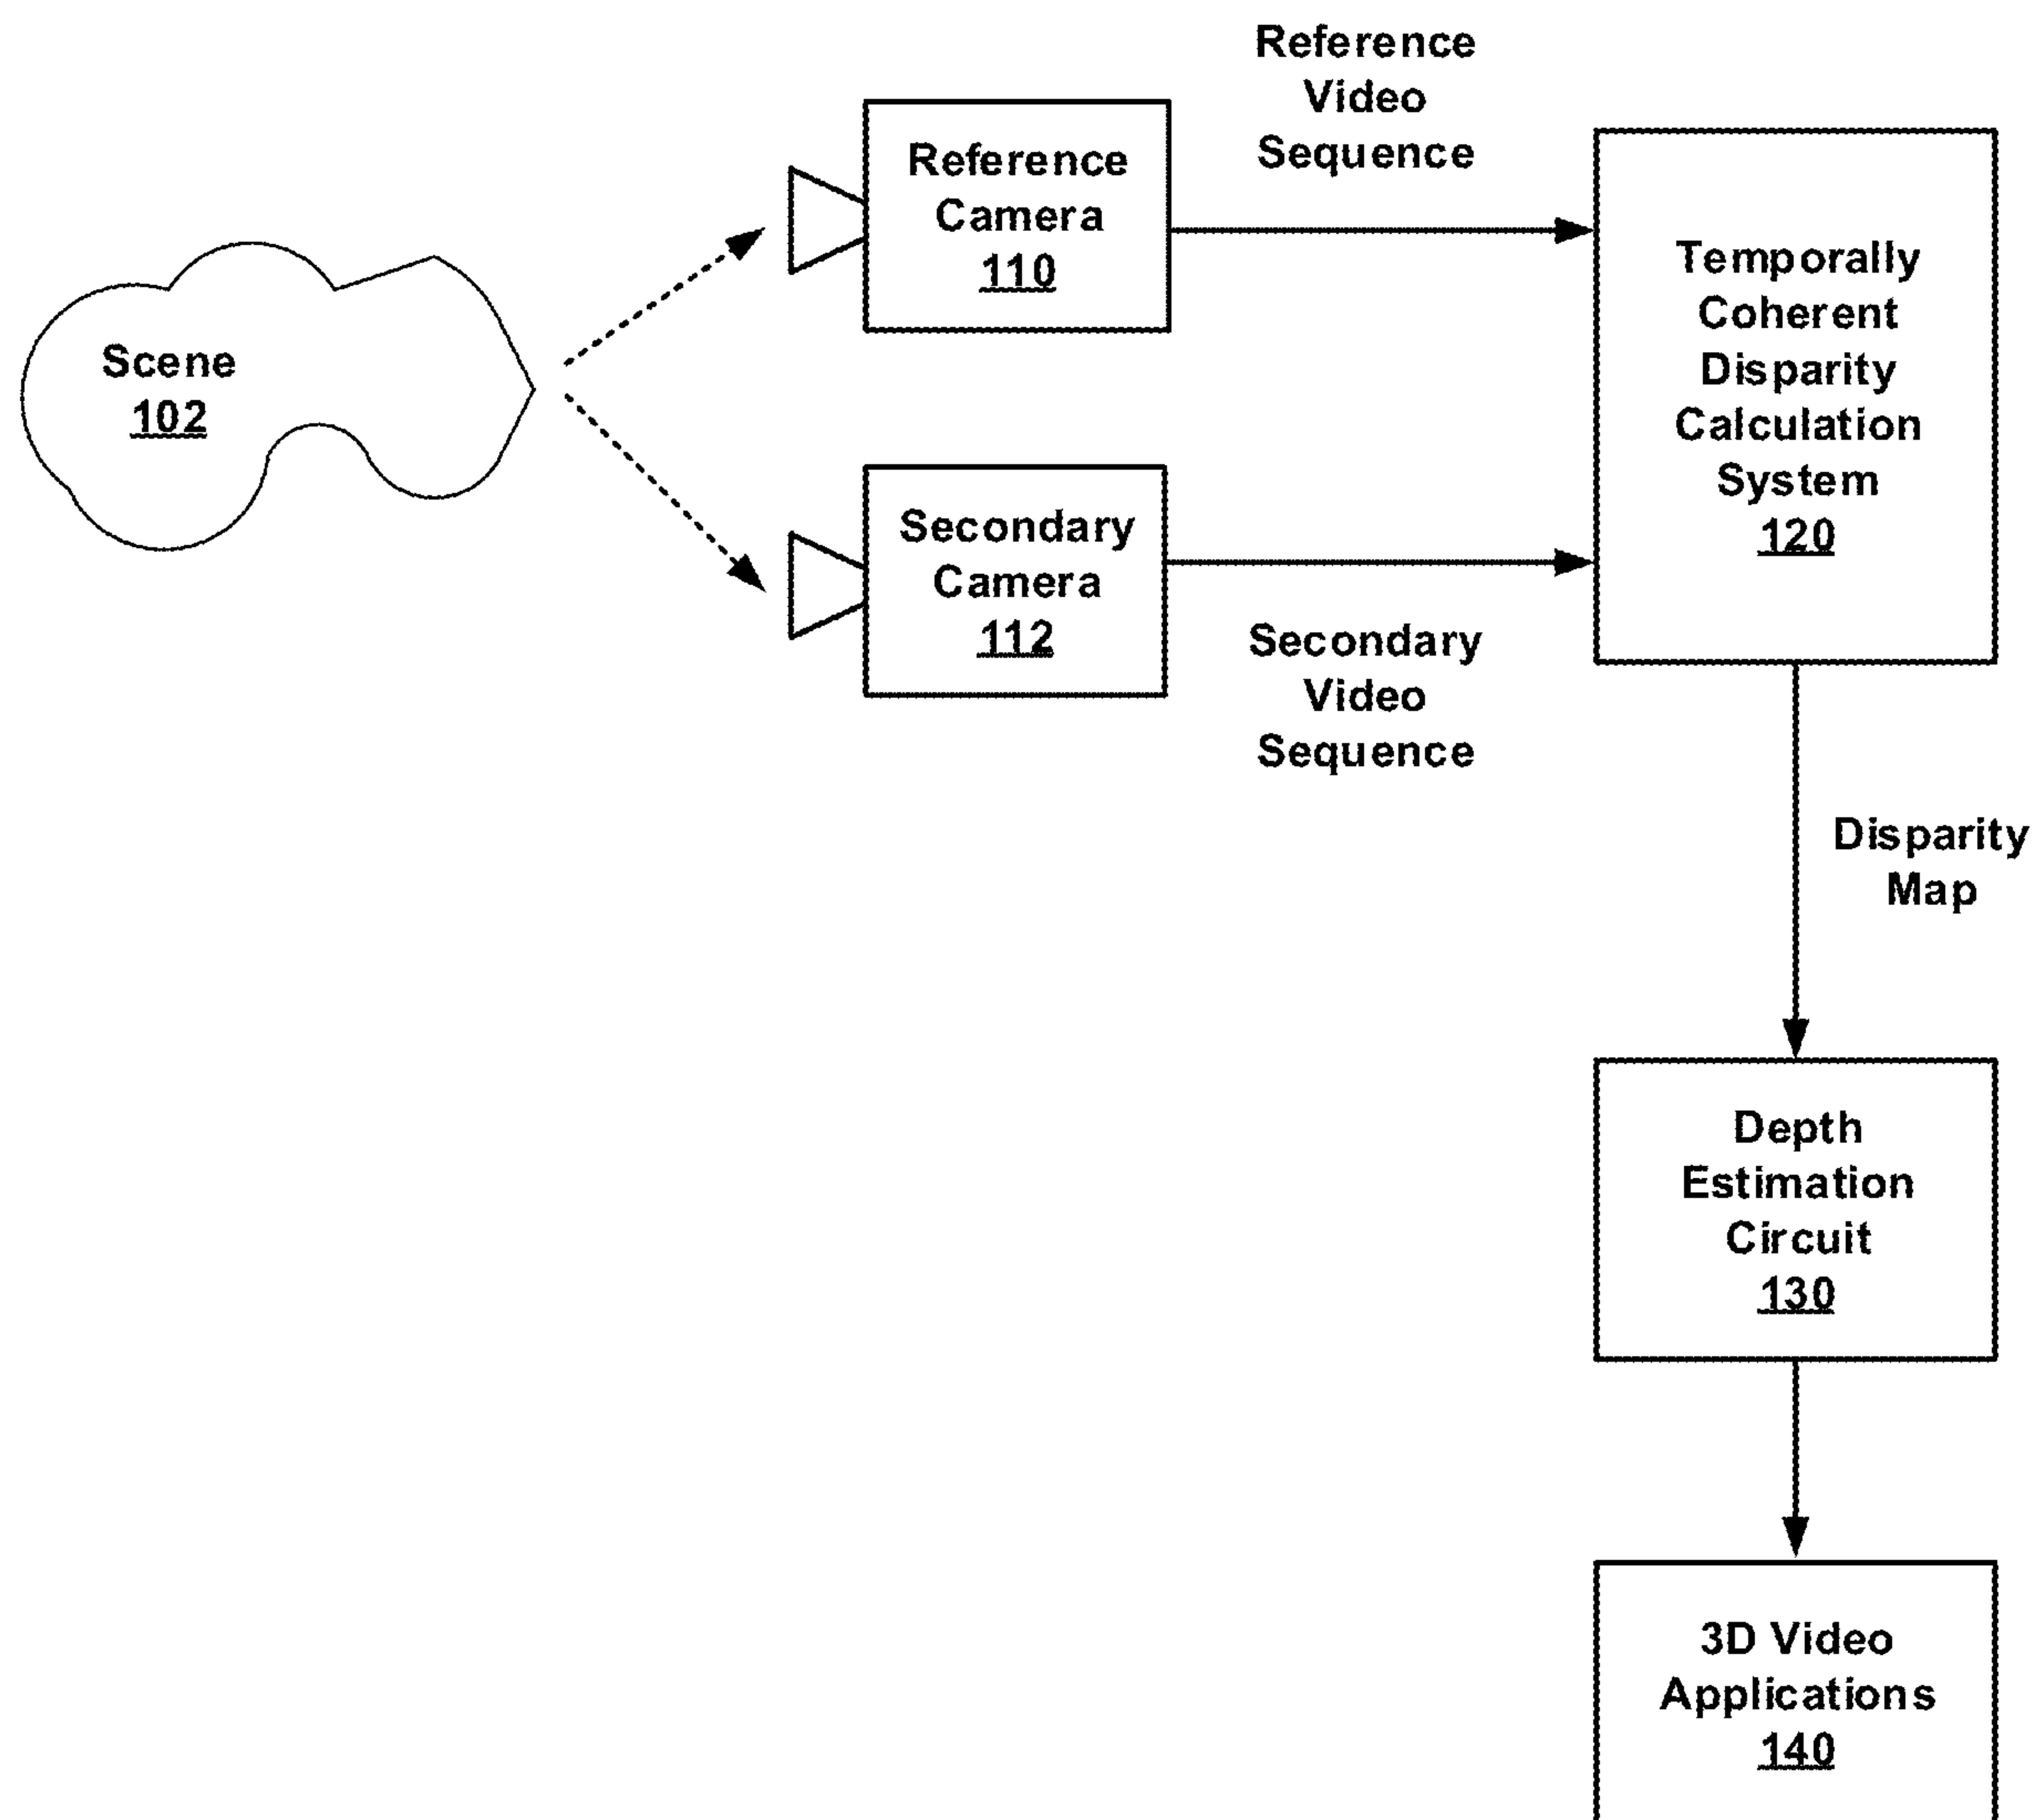 Reference
Video
Sequence
Reference
Camera
110
Temporally
Coherent
Disparity
Calculation
System
120
Scene
102
Secondary
Camera
112
Secondary
Video
Sequence
Disparity
Map
Depth
Estimation
Circuit
130
3D Video
Applications
140